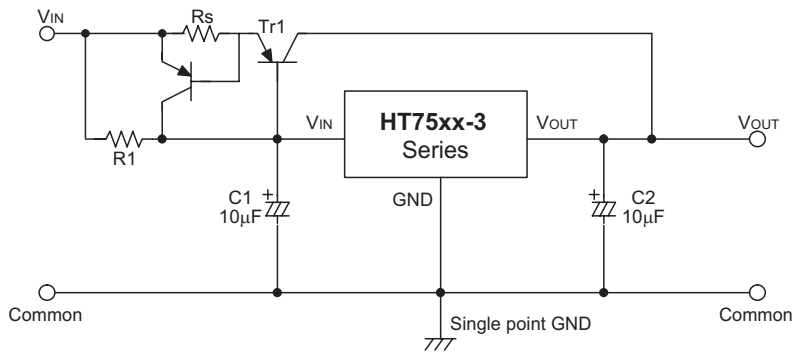 VIN
Rs
Tr1
R1
VIN
HT75xx-3
Series
VOUT
VOUT
GND
C1
10μF
C2
10μF
+
+
Common
Single point GND
Common